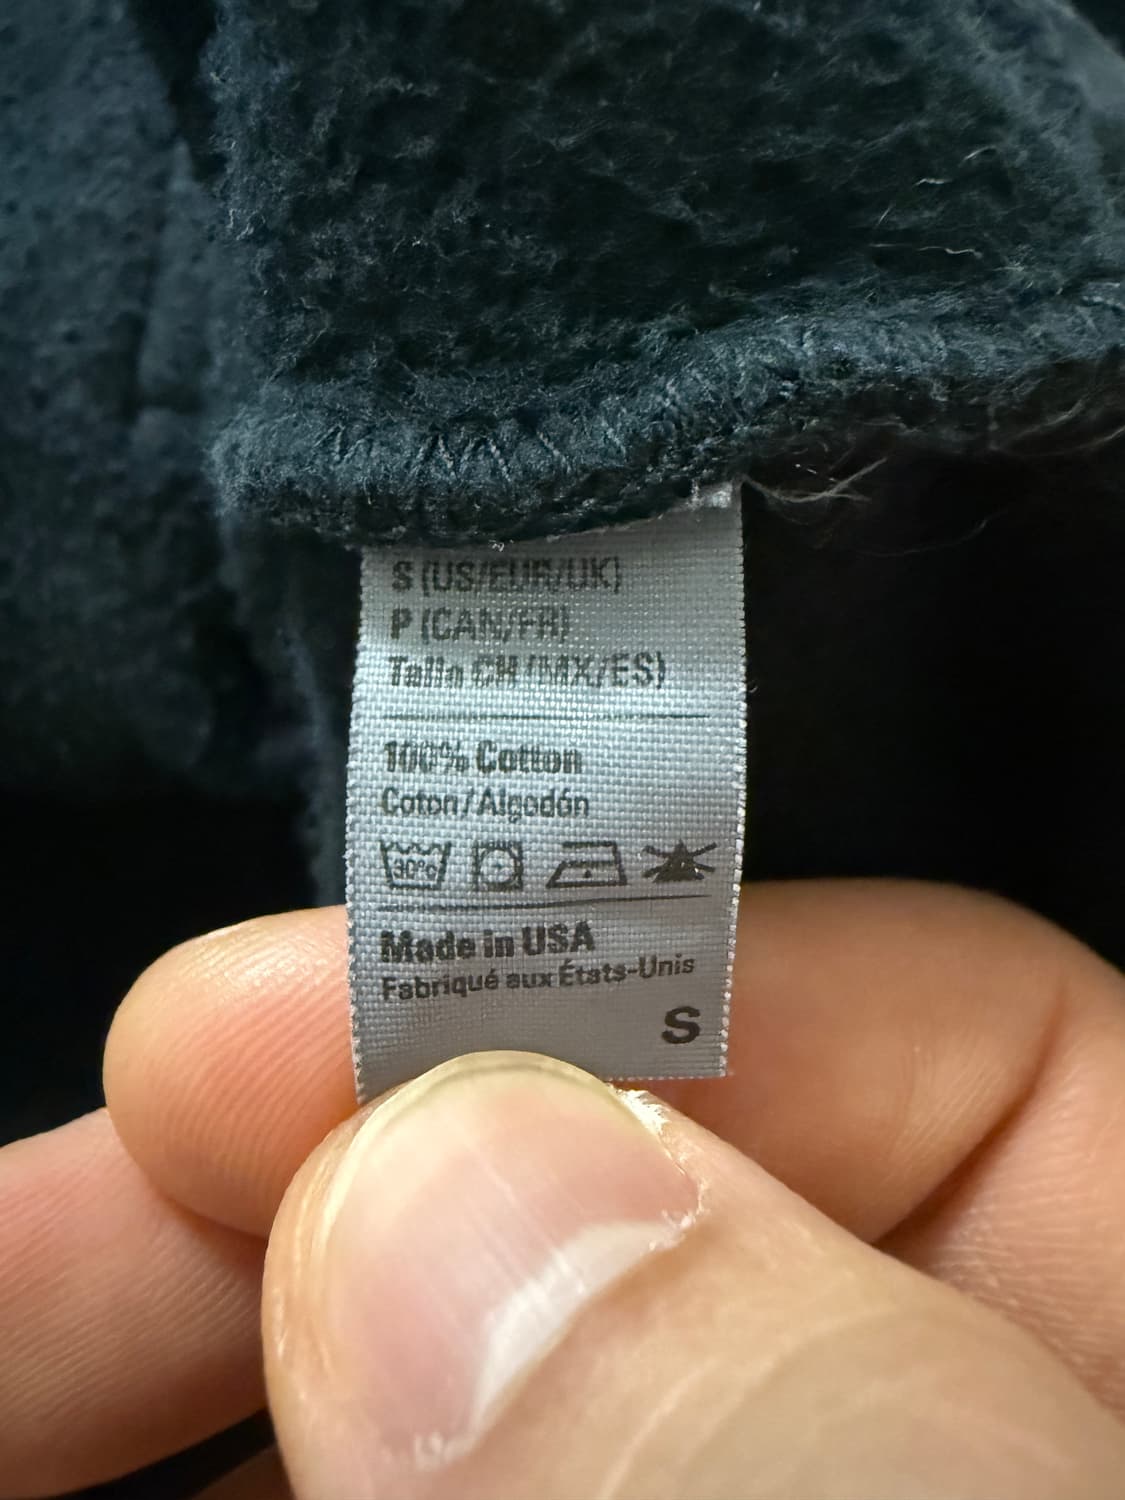 S (US/EUR/UK)
P (CAN/FR)
Talla CH (MX/ES)
100% Cotton
Coton/Algodón
30°c
Made in USA
Fabriqué aux États-Unis
S